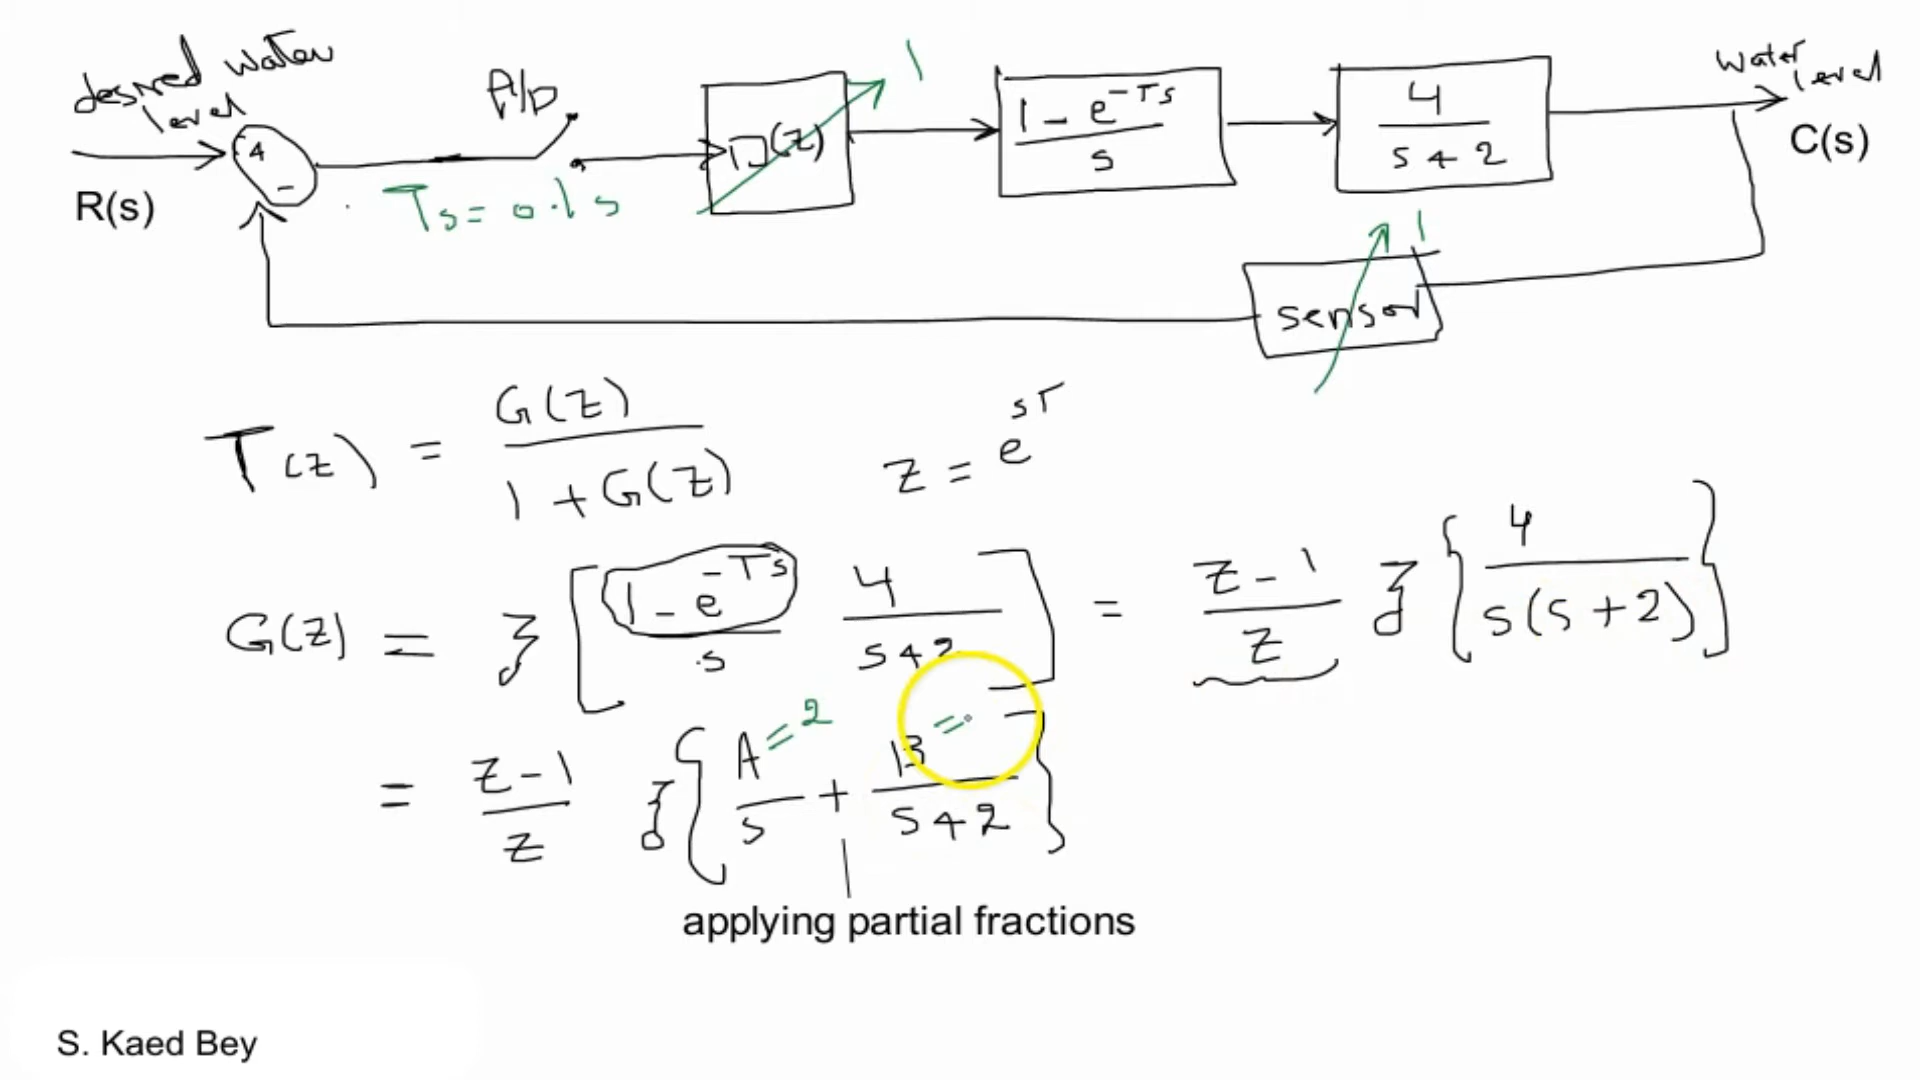 desired water level
A/D
water level
R(s)
+
-
Ts = 0.1 s
D(z)
1
1 - e^-Ts / s
4 / s + 2
C(s)
sensor
1
T(z) = G(z) / 1 + G(z)
z = e^sT
G(z) = z [ 1 - e^-Ts / s 4 / s + 2 ] = z - 1 / z z { 4 / s(s + 2) }
= z - 1 / z z { A = 2 / s + B = / s + 2 }
applying partial fractions
S. Kaed Bey